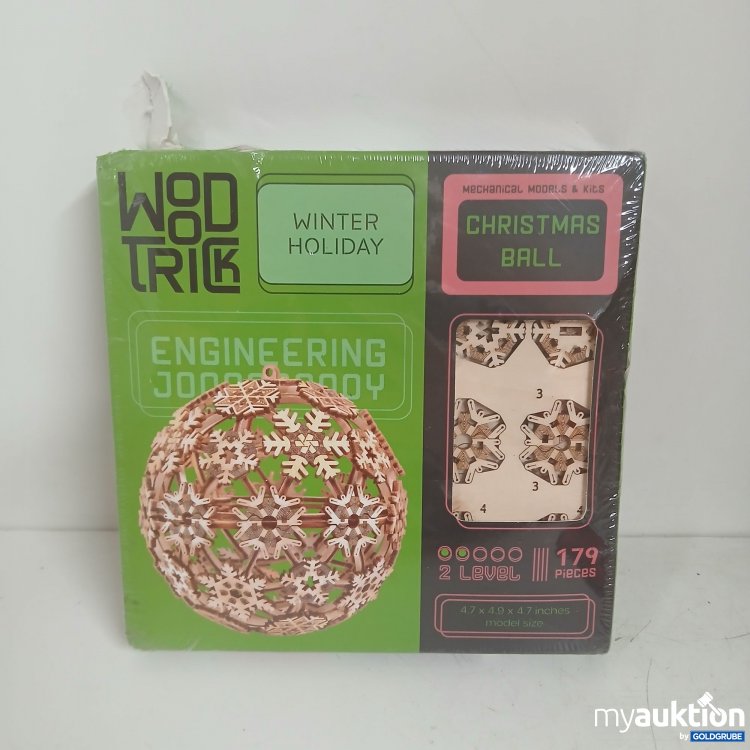 WOOD
TRICK
WINTER
HOLIDAY
MECHANICAL MODELS & KITS
CHRISTMAS
BALL
ENGINEERING
3
3
4
4
2 LEVEL
179
PIECES
4.7 x 4.9 x 4.7 inches
model size
myauktion
by GOLDGRUBE